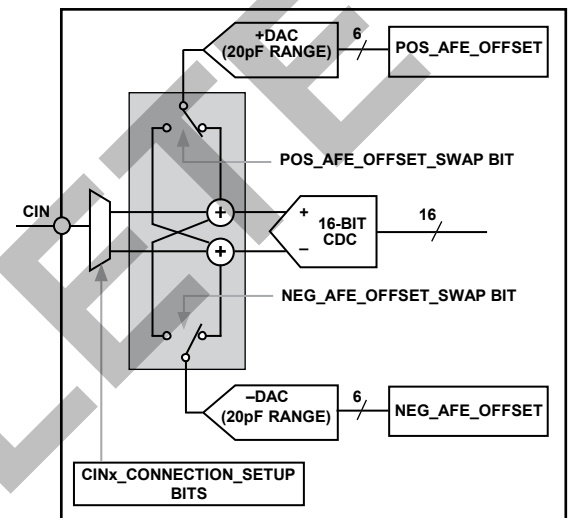 +DAC
(20pF RANGE)
6
POS_AFE_OFFSET
POS_AFE_OFFSET_SWAP BIT
CIN
+
+
16-BIT
CDC
16
+
–
NEG_AFE_OFFSET_SWAP BIT
–DAC
(20pF RANGE)
6
NEG_AFE_OFFSET
CINx_CONNECTION_SETUP
BITS
LETE